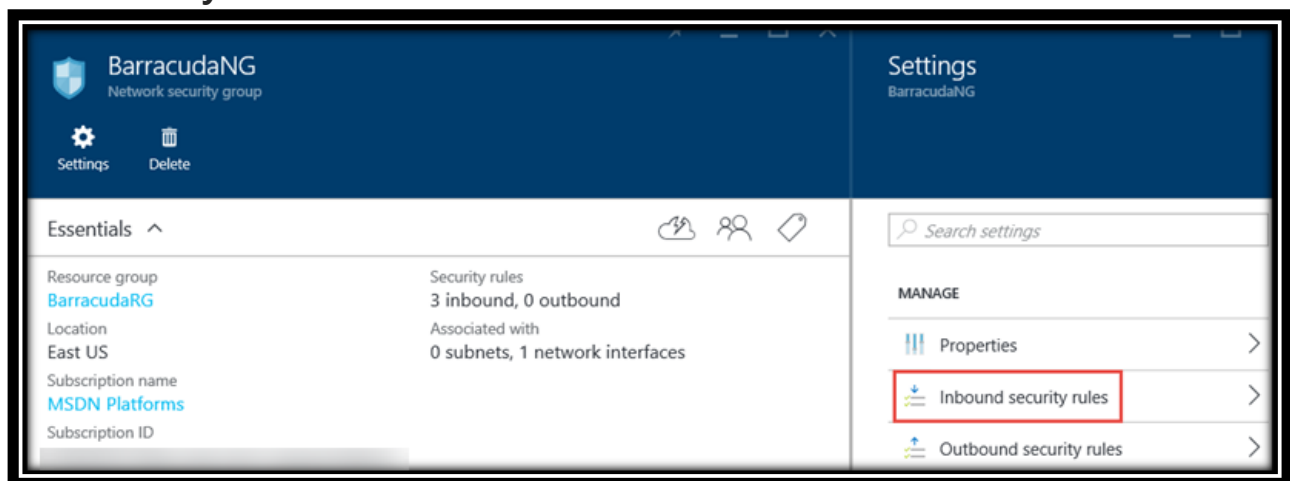 BarracudaNG
Network security group
Settings
Delete
Essentials
Resource group
BarracudaRG
Location
East US
Subscription name
MSDN Platforms
Subscription ID
Security rules
3 inbound, 0 outbound
Associated with
0 subnets, 1 network interfaces
Settings
BarracudaNG
Search settings
MANAGE
Properties
Inbound security rules
Outbound security rules